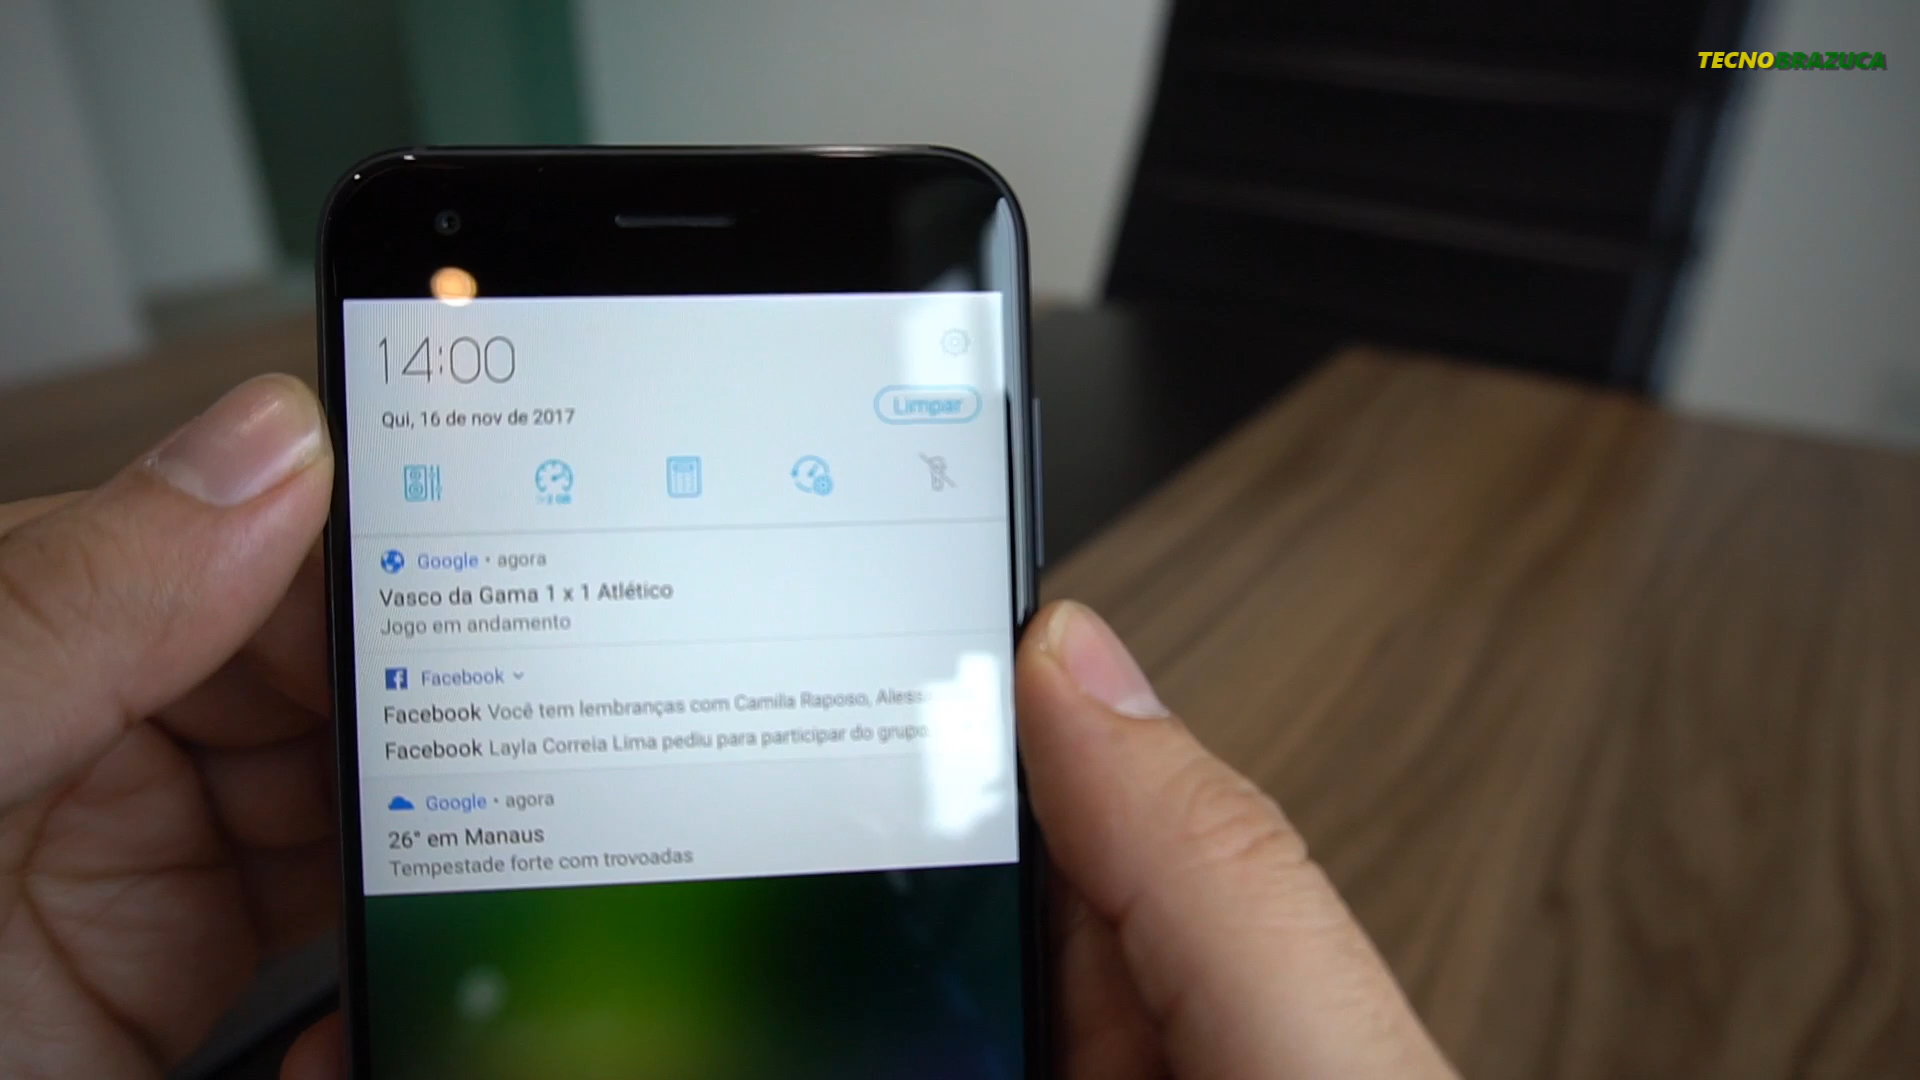 TECNOBRAZUCA
14:00
Qui, 16 de nov de 2017
Limpar
Google · agora
Vasco da Gama 1 x 1 Atlético
Jogo em andamento
Facebook
Facebook Você tem lembranças com Camilla Raposo,
Facebook Layla Correia Lima pediu para participar do grupo
Google · agora
26° em Manaus
Tempestade forte com trovoadas